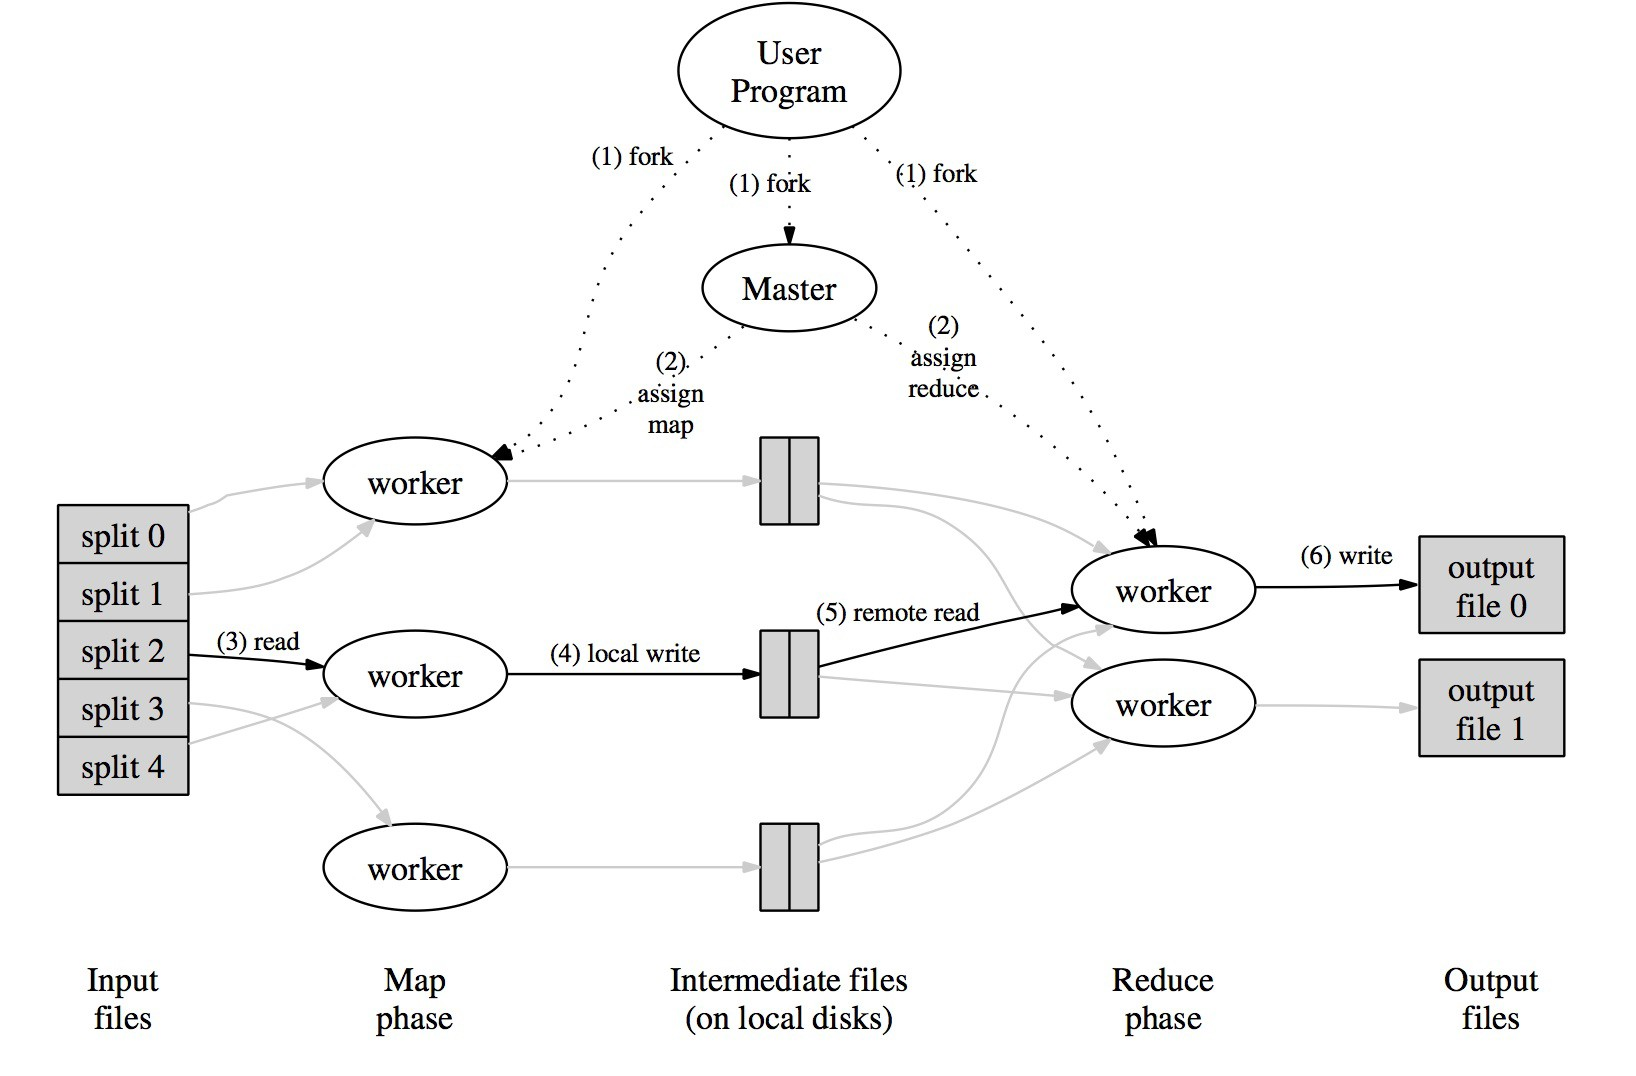 User
Program
(1) fork
(1) fork
(1) fork
Master
(2)
assign
map
(2)
assign
reduce
worker
split 0
split 1
split 2
split 3
split 4
(3) read
worker
(4) local write
(5) remote read
worker
(6) write
output
file 0
worker
output
file 1
worker
Input
files
Map
phase
Intermediate files
(on local disks)
Reduce
phase
Output
files